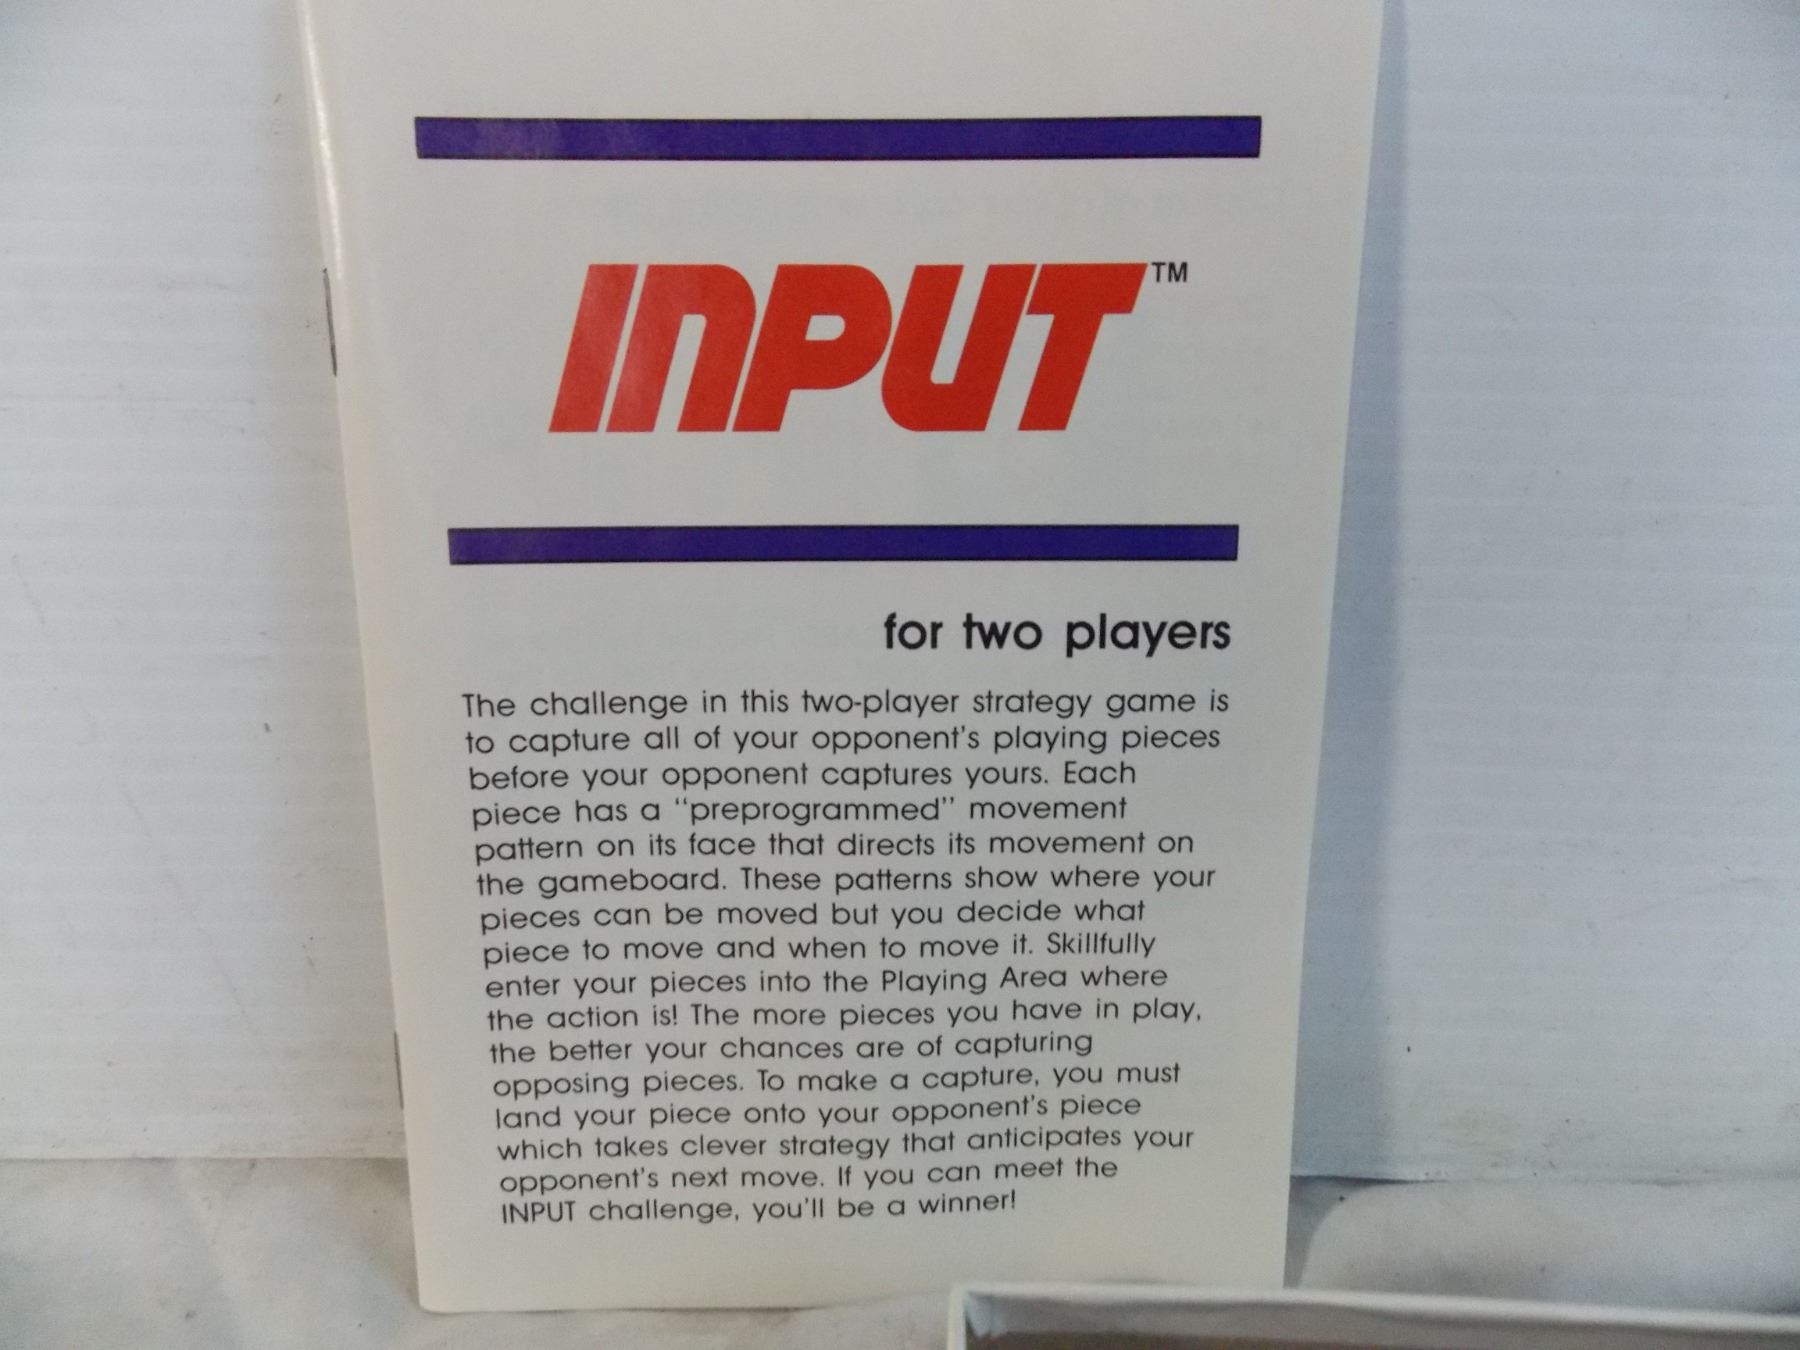 INPUT™
for two players
The challenge in this two-player strategy game is
to capture all of your opponent's playing pieces
before your opponent captures yours. Each
piece has a "preprogrammed" movement
pattern on its face that directs its movement on
the gameboard. These patterns show where your
pieces can be moved but you decide what
piece to move and when to move it. Skillfully
enter your pieces into the Playing Area where
the action is! The more pieces you have in play,
the better your chances are of capturing
opposing pieces. To make a capture, you must
land your piece onto your opponent's piece
which takes clever strategy that anticipates your
opponent's next move. If you can meet the
INPUT challenge, you'll be a winner!